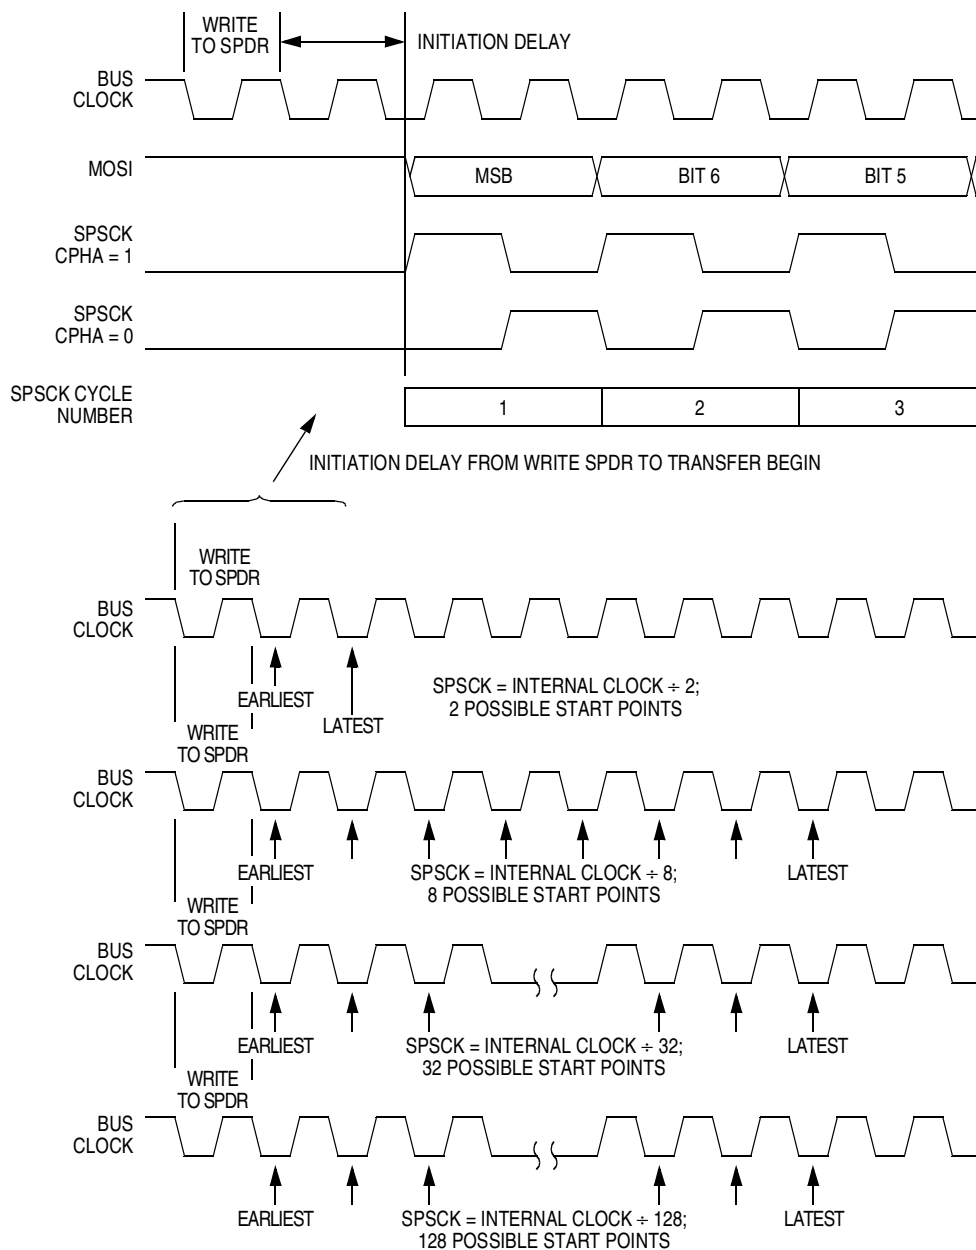 WRITE
TO SPDR
INITIATION DELAY
BUS
CLOCK
MOSI
MSB
BIT 6
BIT 5
SPSCK
CPHA = 1
SPSCK
CPHA = 0
SPSCK CYCLE
NUMBER
1
2
3
INITIATION DELAY FROM WRITE SPDR TO TRANSFER BEGIN
WRITE
TO SPDR
BUS
CLOCK
EARLIEST
LATEST
SPSCK = INTERNAL CLOCK ÷ 2;
2 POSSIBLE START POINTS
WRITE
TO SPDR
BUS
CLOCK
EARLIEST
SPSCK = INTERNAL CLOCK ÷ 8;
8 POSSIBLE START POINTS
LATEST
WRITE
TO SPDR
BUS
CLOCK
EARLIEST
SPSCK = INTERNAL CLOCK ÷ 32;
32 POSSIBLE START POINTS
LATEST
WRITE
TO SPDR
BUS
CLOCK
EARLIEST
SPSCK = INTERNAL CLOCK ÷ 128;
128 POSSIBLE START POINTS
LATEST